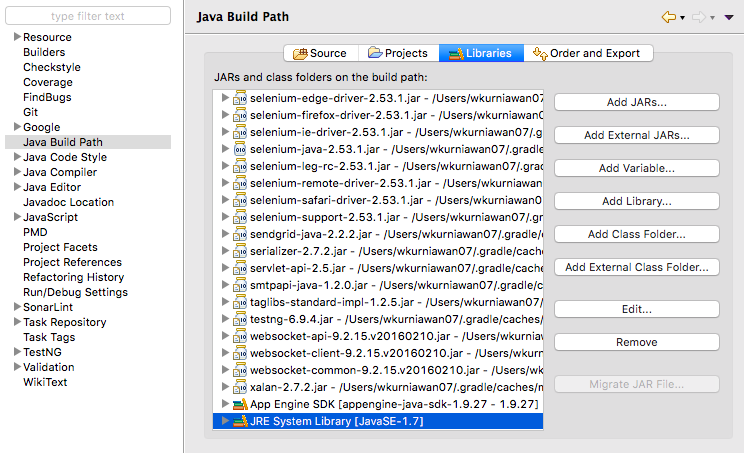 type filter text
Resource
Builders
Checkstyle
Coverage
FindBugs
Git
Google
Java Build Path
Java Code Style
Java Compiler
Java Editor
Javadoc Location
JavaScript
PMD
Project Facets
Project References
Refactoring History
Run/Debug Settings
SonarLint
Task Repository
Task Tags
TestNG
Validation
WikiText
Java Build Path
Source
Projects
Libraries
Order and Export
JARs and class folders on the build path:
selenium-edge-driver-2.53.1.jar - /Users/wkurniawan07/
selenium-firefox-driver-2.53.1.jar - /Users/wkurniawan07
selenium-ie-driver-2.53.1.jar - /Users/wkurniawan07/.g
selenium-java-2.53.1.jar - /Users/wkurniawan07/.gradle
selenium-leg-rc-2.53.1.jar - /Users/wkurniawan07/.grad
selenium-remote-driver-2.53.1.jar - /Users/wkurniawan
selenium-safari-driver-2.53.1.jar - /Users/wkurniawan07
selenium-support-2.53.1.jar - /Users/wkurniawan07/.gr
sendgrid-java-2.2.2.jar - /Users/wkurniawan07/.gradle/
serializer-2.7.2.jar - /Users/wkurniawan07/.gradle/cach
servlet-api-2.5.jar - /Users/wkurniawan07/.gradle/cache
smtpapi-java-1.2.0.jar - /Users/wkurniawan07/.gradle/c
taglibs-standard-impl-1.2.5.jar - /Users/wkurniawan07/
testng-6.9.4.jar - /Users/wkurniawan07/.gradle/caches/
websocket-api-9.2.15.v20160210.jar - /Users/wkurniaw
websocket-client-9.2.15.v20160210.jar - /Users/wkurni
websocket-common-9.2.15.v20160210.jar - /Users/wku
xalan-2.7.2.jar - /Users/wkurniawan07/.gradle/caches/m
App Engine SDK [appengine-java-sdk-1.9.27 - 1.9.27]
JRE System Library [JavaSE-1.7]
Add JARs...
Add External JARs...
Add Variable...
Add Library...
Add Class Folder...
Add External Class Folder...
Edit...
Remove
Migrate JAR File...